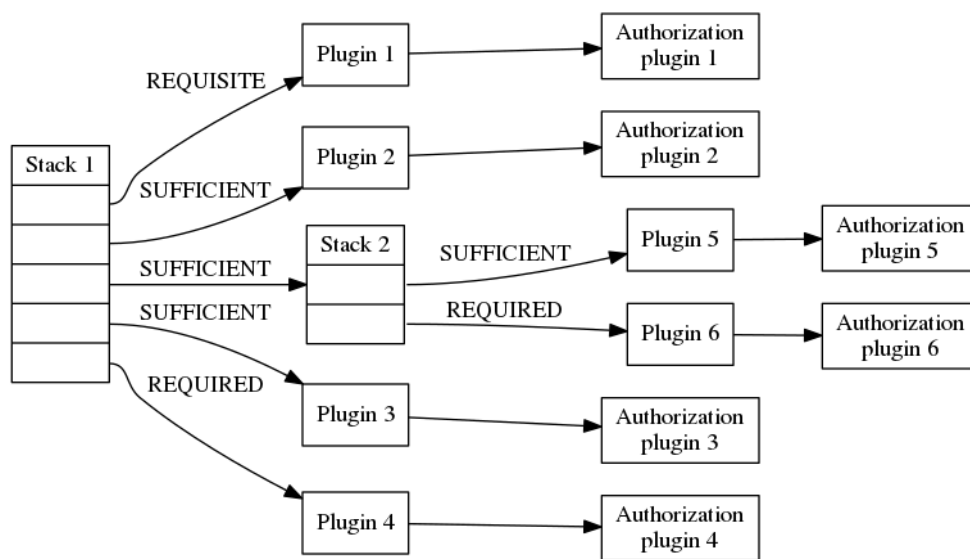 Plugin 1
Authorization
plugin 1
REQUISITE
Plugin 2
Authorization
plugin 2
Stack 1
SUFFICIENT
Stack 2
SUFFICIENT
Plugin 5
Authorization
plugin 5
SUFFICIENT
SUFFICIENT
REQUIRED
Plugin 6
Authorization
plugin 6
REQUIRED
Plugin 3
Authorization
plugin 3
Plugin 4
Authorization
plugin 4